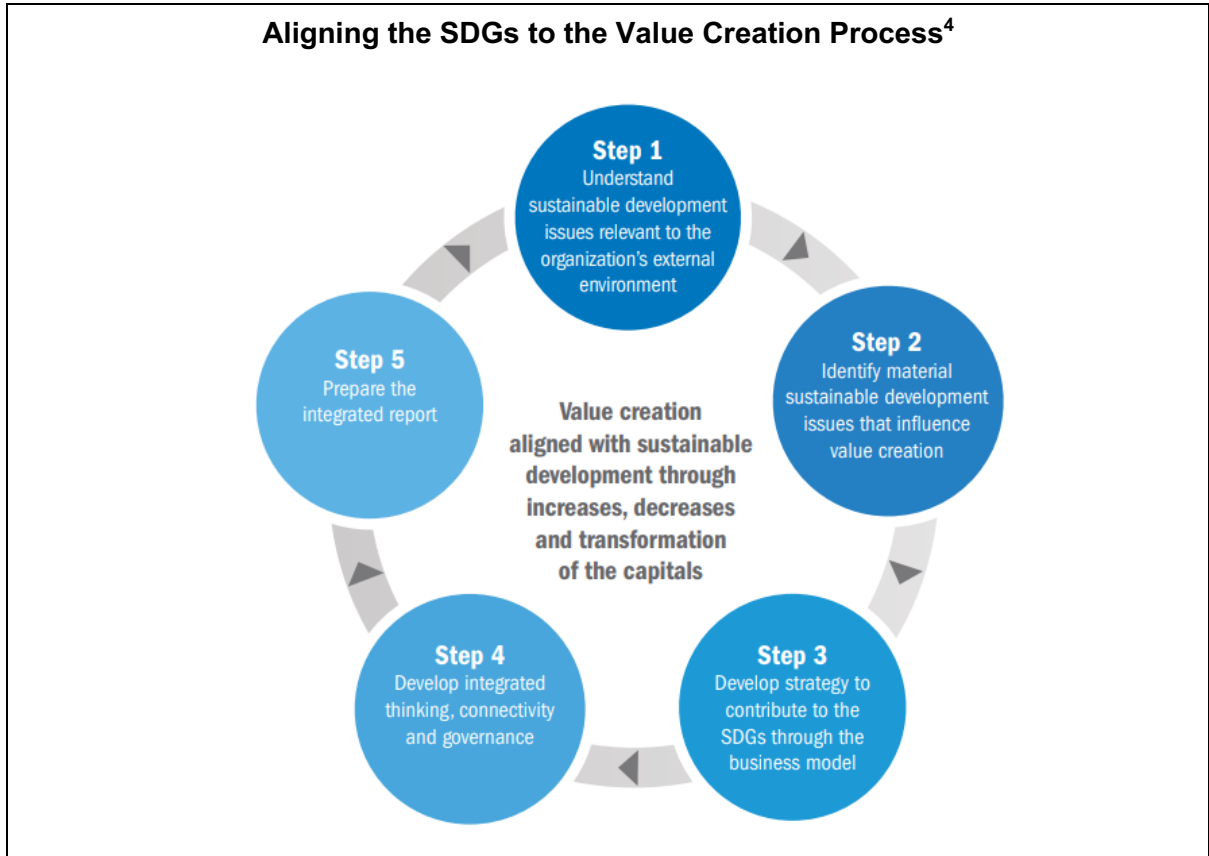 Aligning the SDGs to the Value Creation Process4
Step 1
Understand
sustainable development
issues relevant to the
organization's external
environment
Step 2
Identify material
sustainable development
issues that influence
value creation
Step 3
Develop strategy to
contribute to the
SDGs through the
business model
Step 4
Develop integrated
thinking, connectivity
and governance
Step 5
Prepare the
integrated report
Value creation
aligned with sustainable
development through
increases, decreases
and transformation
of the capitals